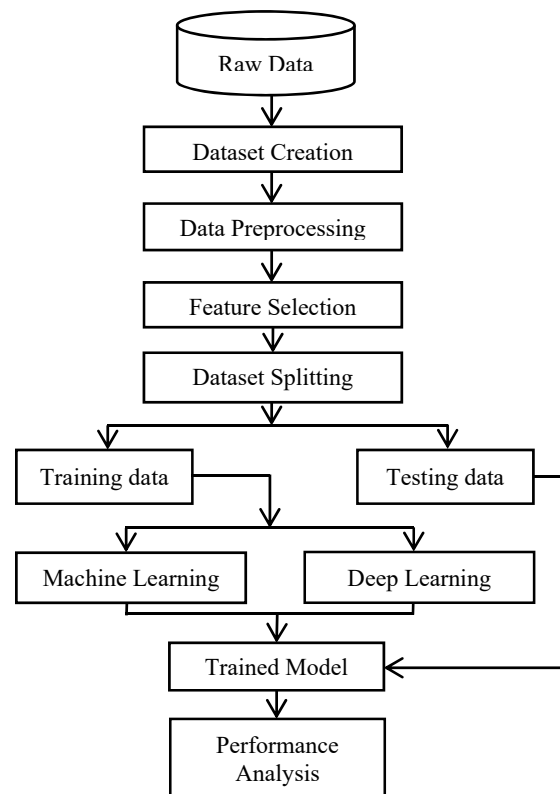 Raw Data
Dataset Creation
Data Preprocessing
Feature Selection
Dataset Splitting
Training data
Testing data
Machine Learning
Deep Learning
Trained Model
Performance
Analysis